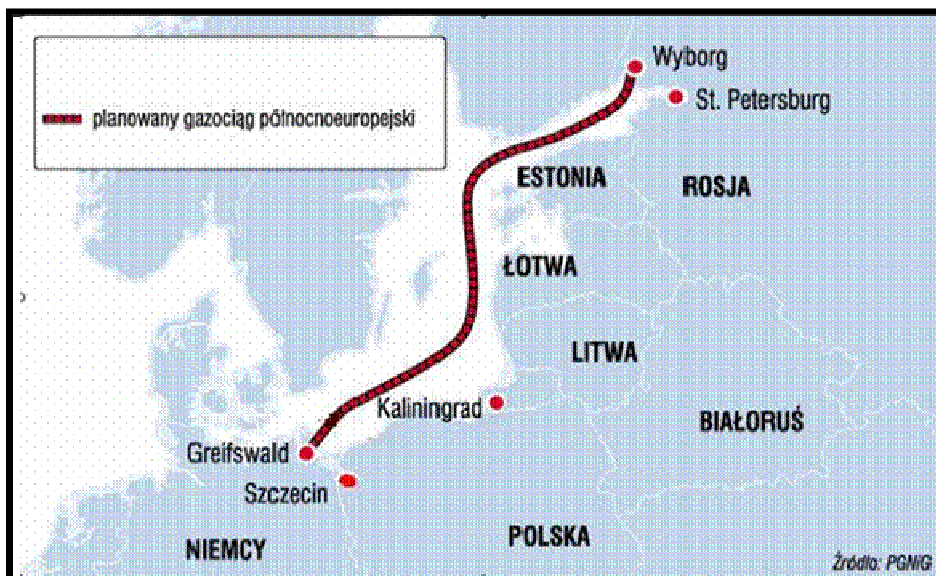 planowany gazociąg północnoeuropejski
Wyborg
St. Petersburg
ESTONIA
ROSJA
ŁOTWA
LITWA
Kaliningrad
BIAŁORUŚ
Greifswald
Szczecin
NIEMCY
POLSKA
Źródło: PGNiG